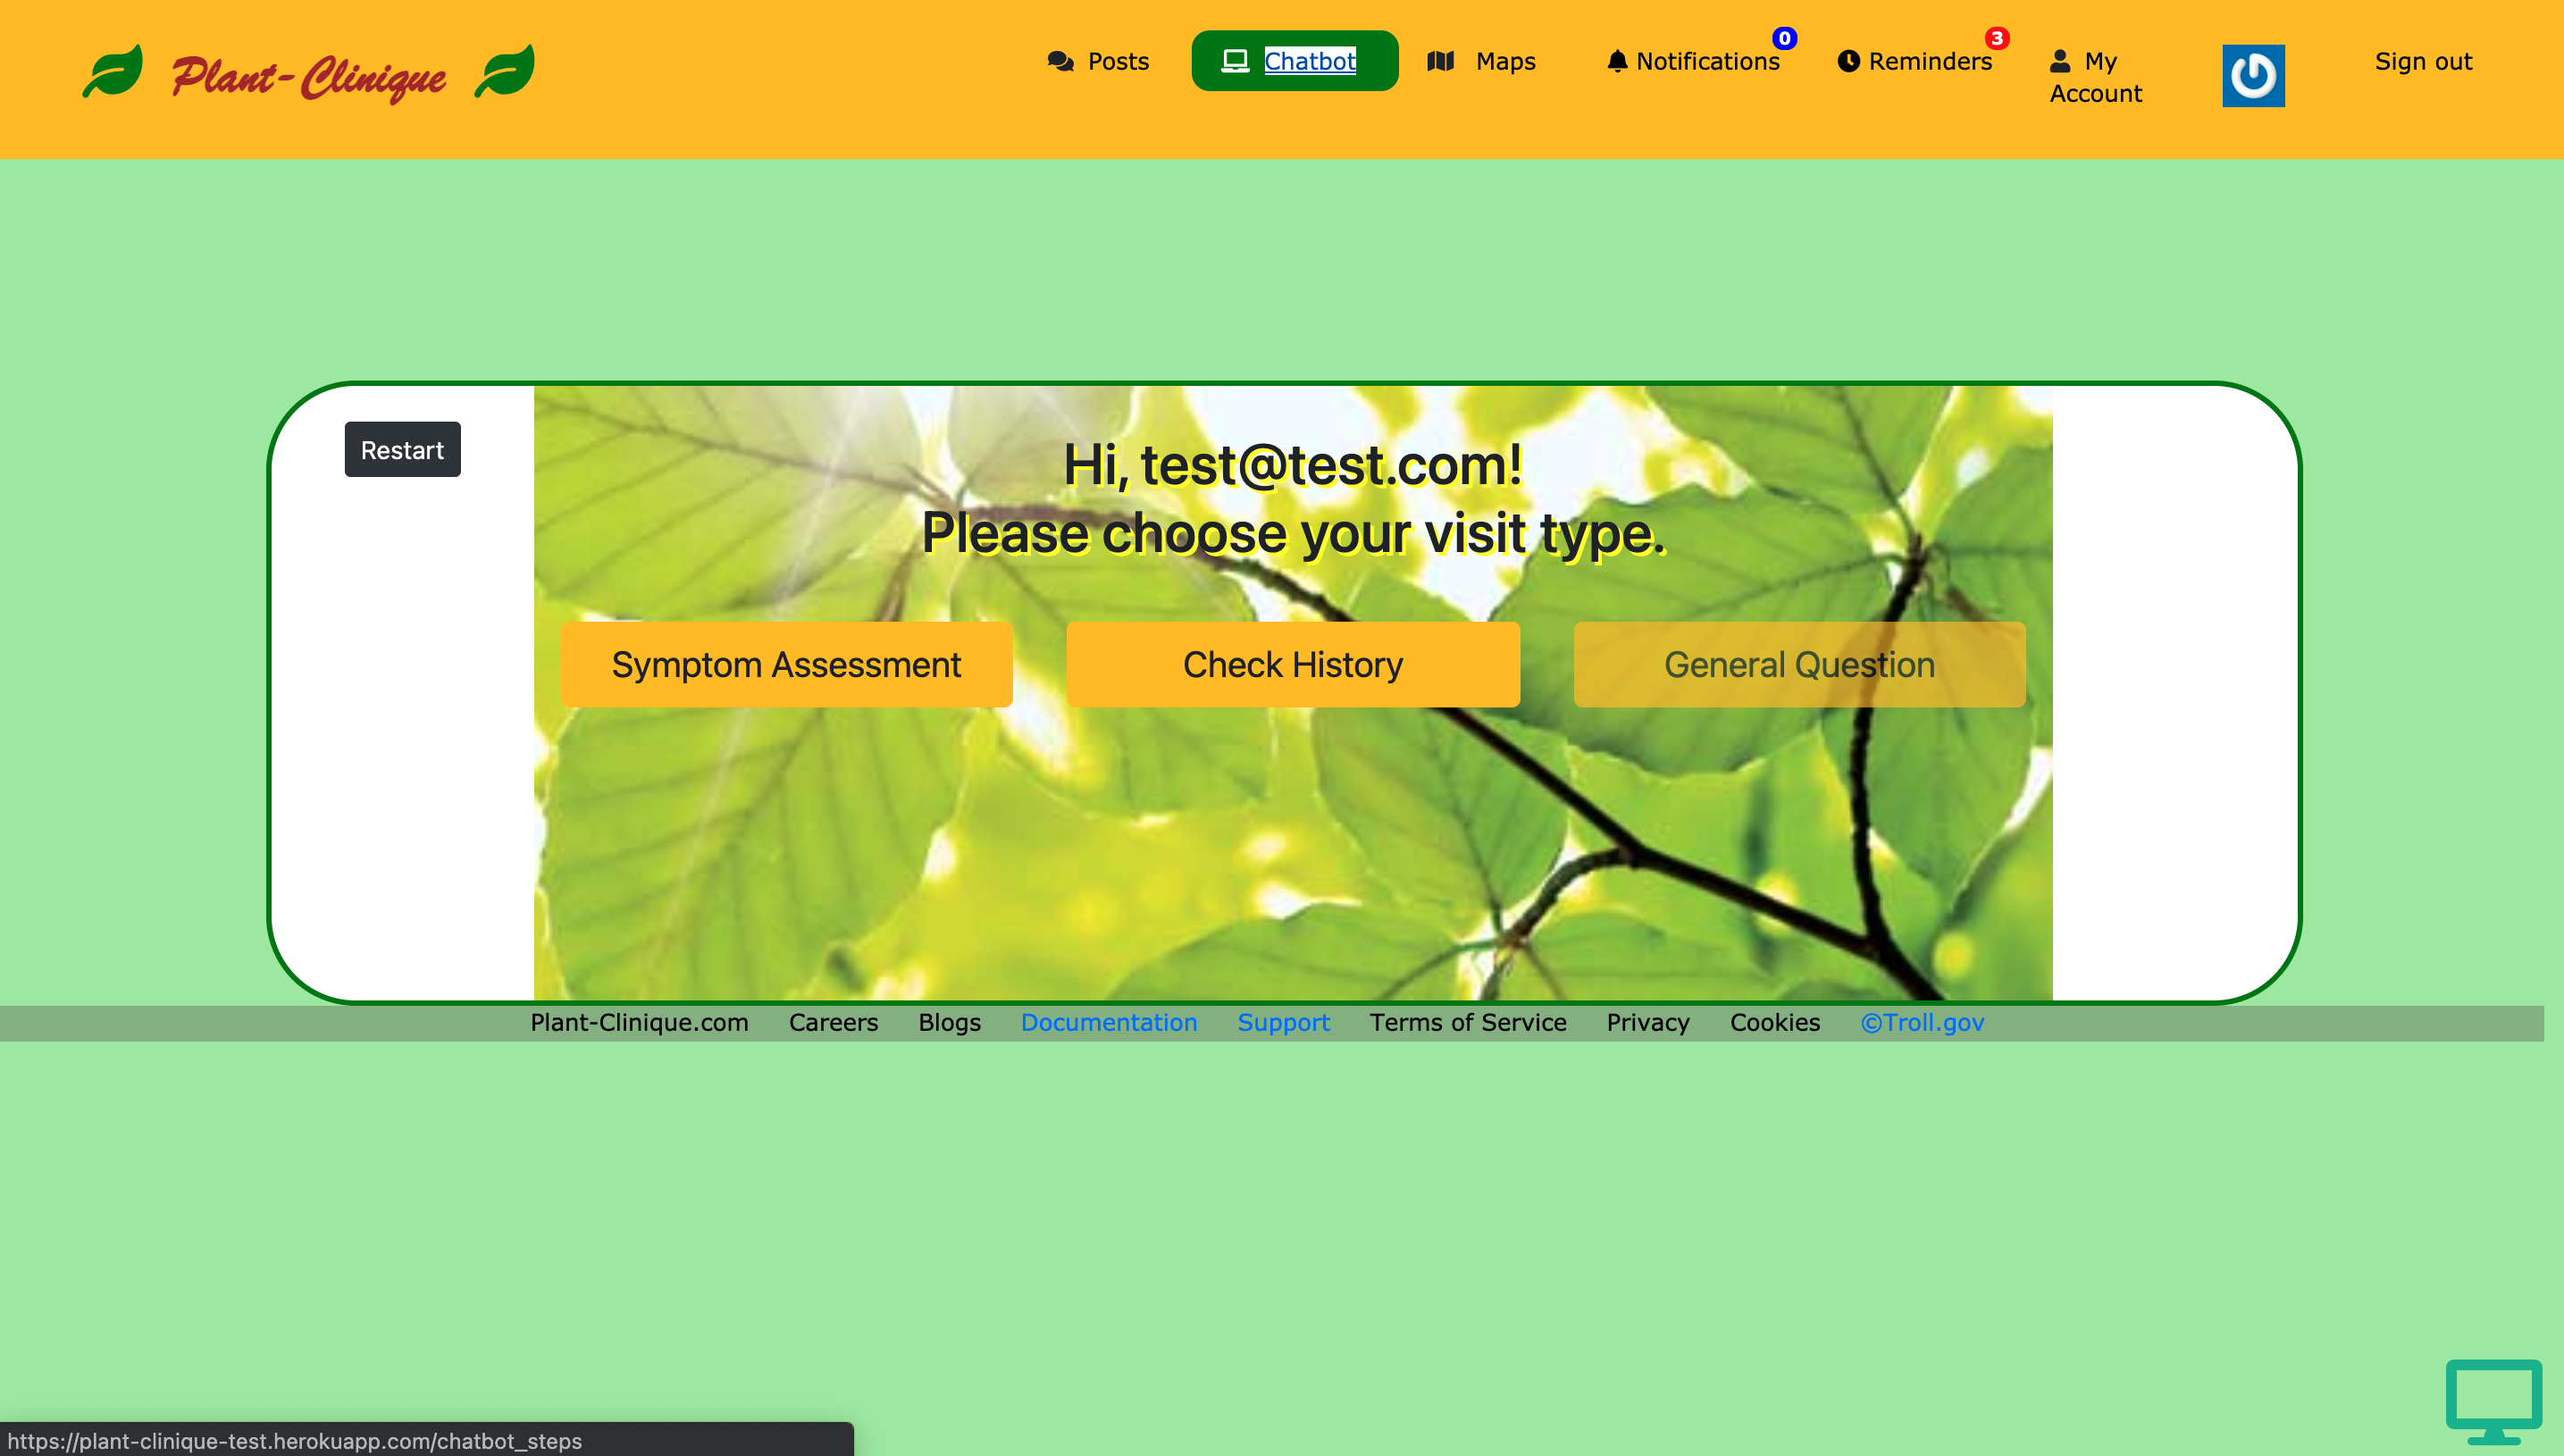 Plant-Clinique
Posts
Chatbot
Maps
Notifications
0
Reminders
3
My
Account
Sign out
Restart
Hi, test@test.com!
Please choose your visit type.
Symptom Assessment
Check History
General Question
Plant-Clinique.com
Careers
Blogs
Documentation
Support
Terms of Service
Privacy
Cookies
©Troll.gov
https://plant-clinique-test.herokuapp.com/chatbot_steps